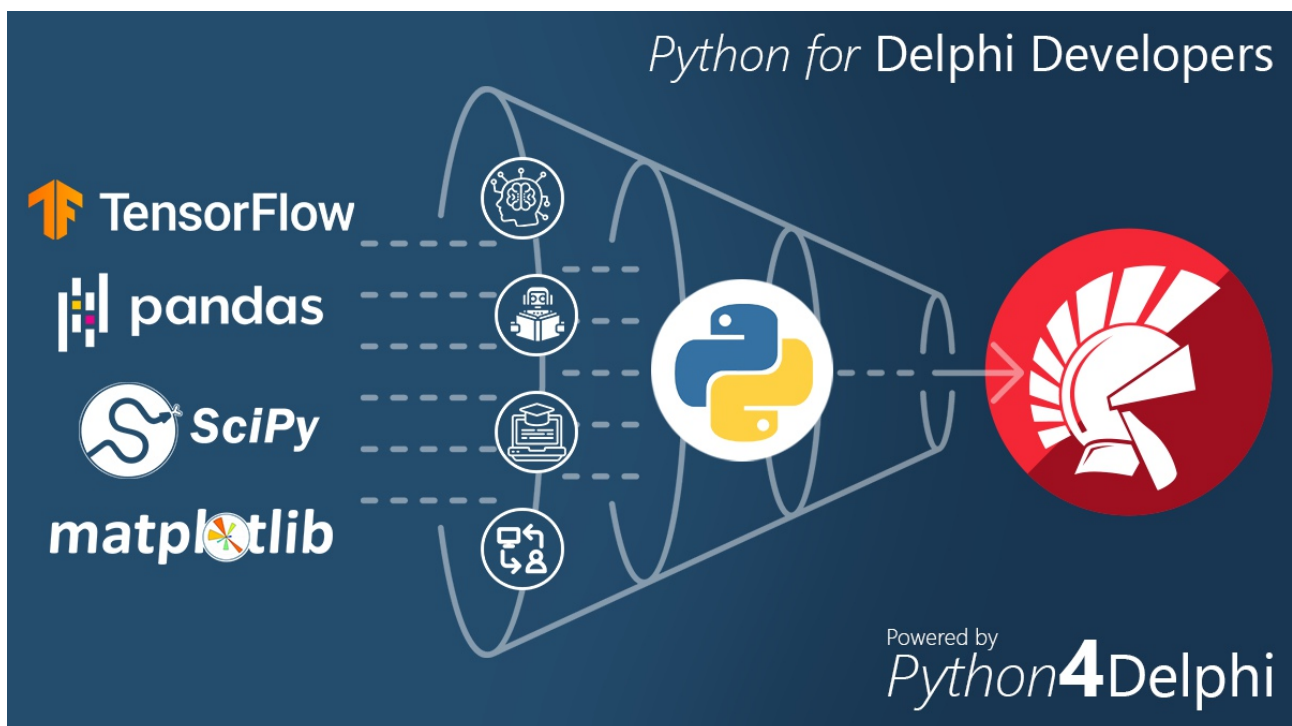 Python for Delphi Developers
TensorFlow
pandas
SciPy
matplotlib
Powered by
Python4Delphi